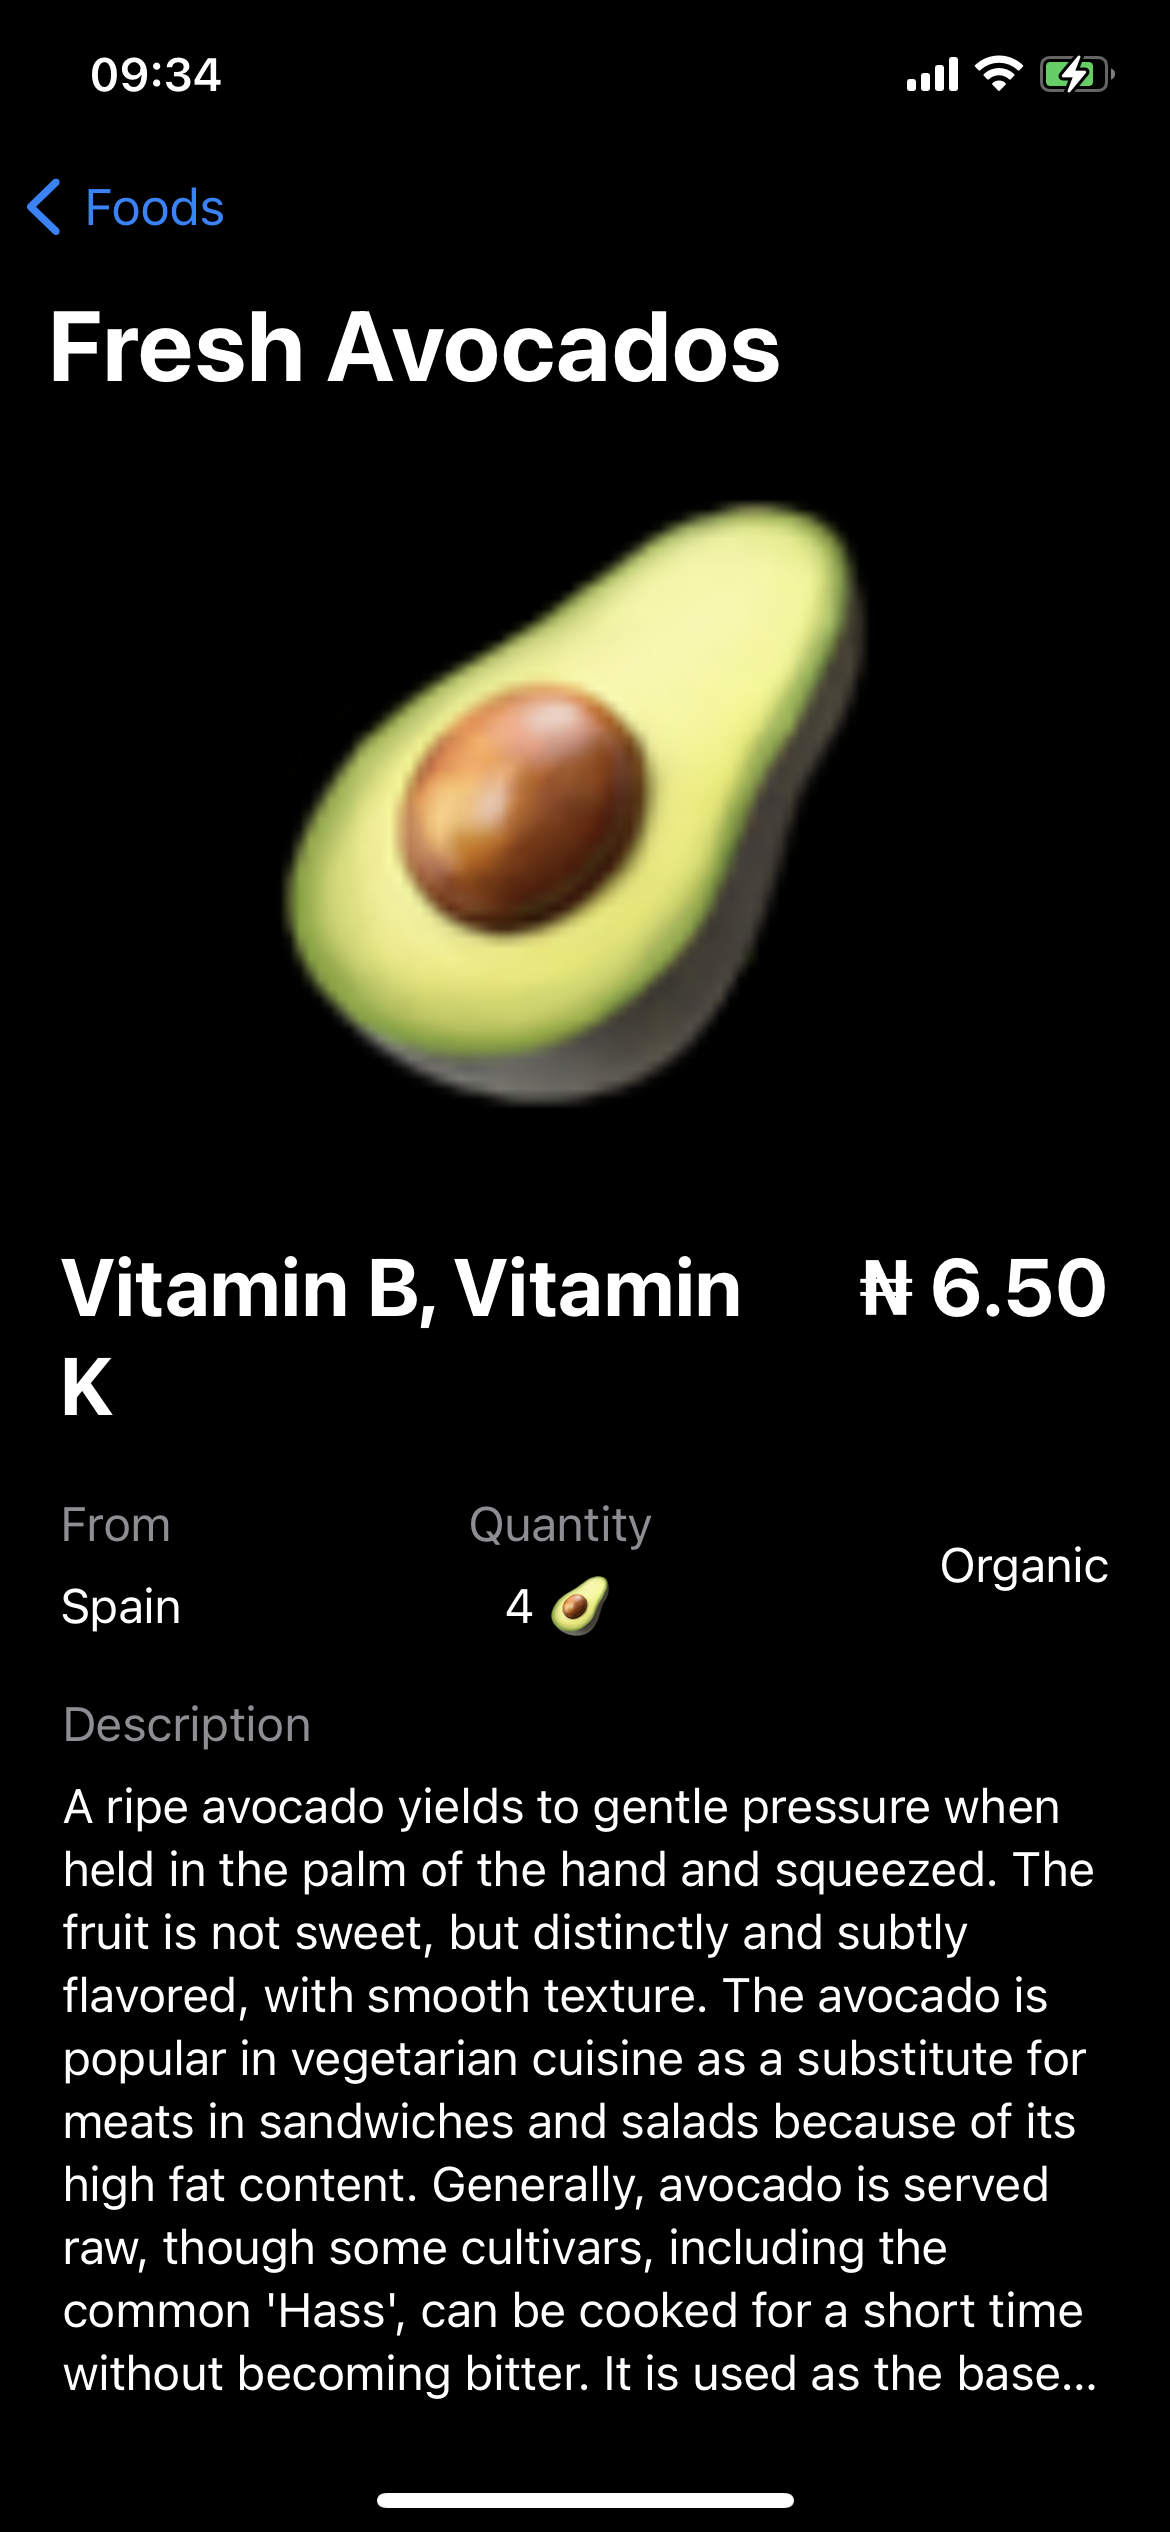 09:34
Foods
Fresh Avocados
Vitamin B, Vitamin
K
₦ 6.50
From
Spain
Quantity
4 🥑
Organic
Description
A ripe avocado yields to gentle pressure when
held in the palm of the hand and squeezed. The
fruit is not sweet, but distinctly and subtly
flavored, with smooth texture. The avocado is
popular in vegetarian cuisine as a substitute for
meats in sandwiches and salads because of its
high fat content. Generally, avocado is served
raw, though some cultivars, including the
common 'Hass', can be cooked for a short time
without becoming bitter. It is used as the base...